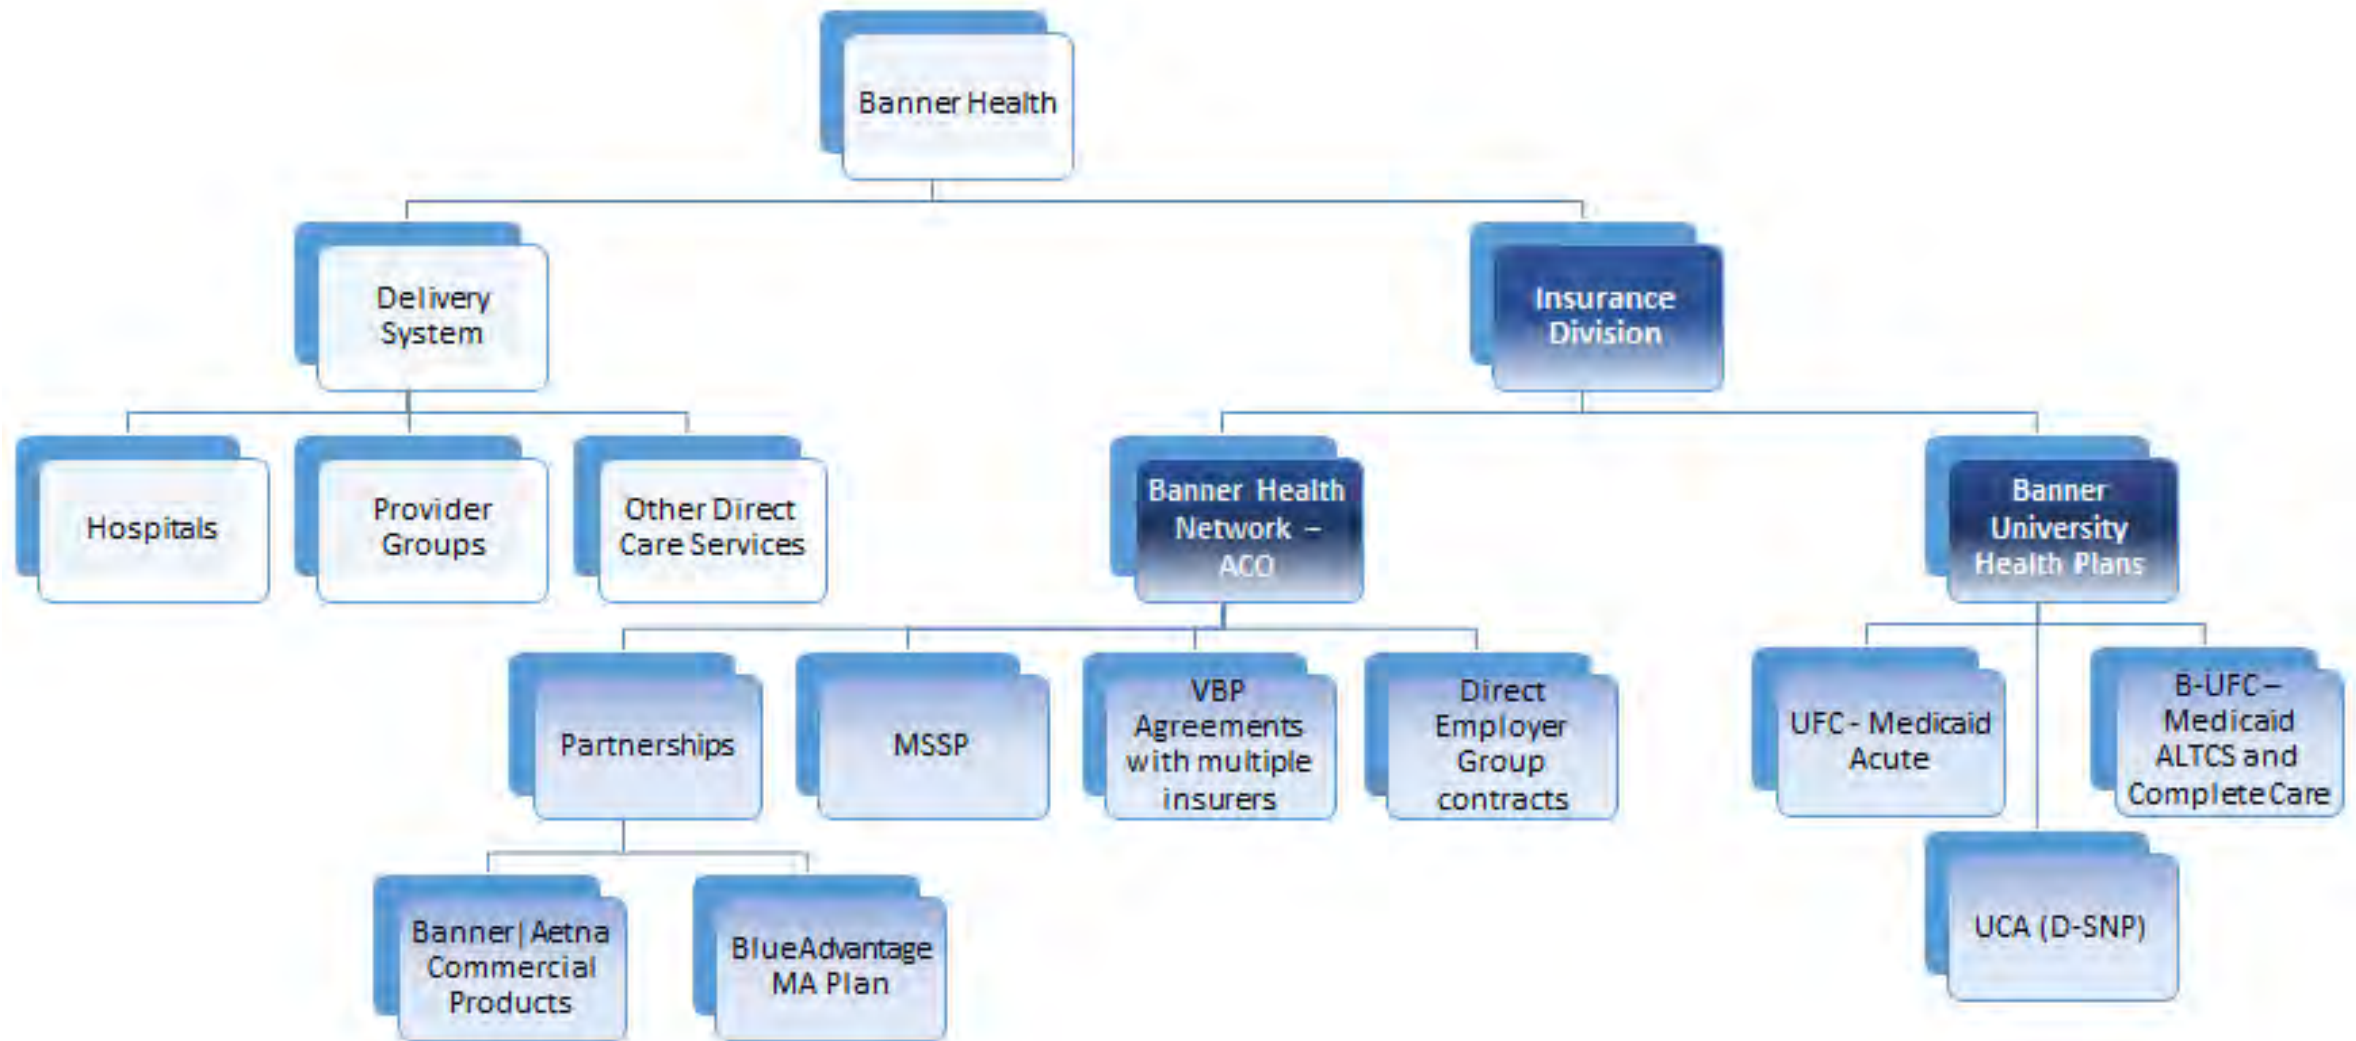 Banner Health
Delivery
System
Insurance
Division
Hospitals
Provider
Groups
Other Direct
Care Services
Banner Health
Network –
ACO
Banner
University
Health Plans
Partnerships
MSSP
VBP
Agreements
with multiple
insurers
Direct
Employer
Group
contracts
UFC - Medicaid
Acute
B-UFC –
Medicaid
ALTCS and
Complete Care
Banner|Aetna
Commercial
Products
BlueAdvantage
MA Plan
UCA (D-SNP)